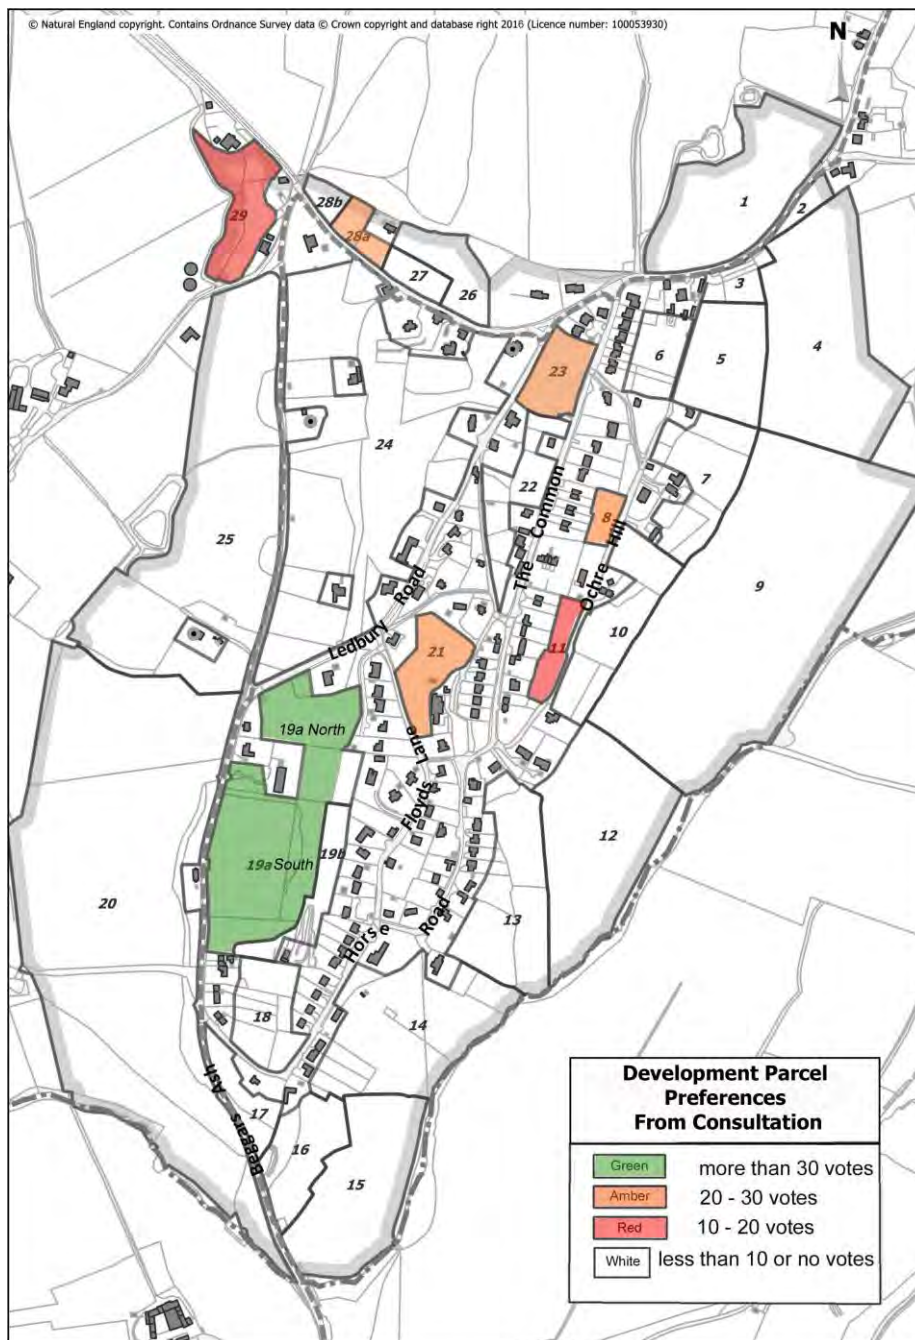 © Natural England copyright. Contains Ordnance Survey data © Crown copyright and database right 2016 (Licence number: 100053930)
N
1
2
29
28b
28a
27
26
3
4
5
6
23
24
7
22
The Common
8
Ochre Hill
25
9
Ledbury Road
10
11
21
19a North
Floyds Lane
12
19a South
19b
20
13
Horse Road
18
14
Beggars Ash
17
16
15
Development Parcel
Preferences
From Consultation
Green more than 30 votes
Amber 20 - 30 votes
Red 10 - 20 votes
White less than 10 or no votes